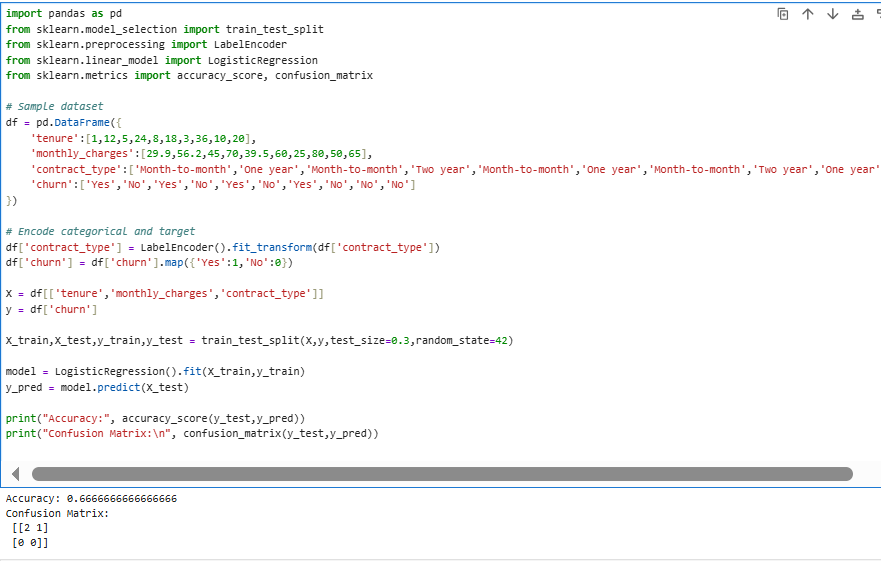 import pandas as pd
from sklearn.model_selection import train_test_split
from sklearn.preprocessing import LabelEncoder
from sklearn.linear_model import LogisticRegression
from sklearn.metrics import accuracy_score, confusion_matrix
# Sample dataset
df = pd.DataFrame({
    'tenure':[1,12,5,24,8,18,3,36,10,20],
    'monthly_charges':[29.9,56.2,45,70,39.5,60,25,80,50,65],
    'contract_type':['Month-to-month','One year','Month-to-month','Two year','Month-to-month','One year','Month-to-month','Two year','One year'
    'churn':['Yes','No','Yes','No','Yes','No','Yes','No','No','No']
})
# Encode categorical and target
df['contract_type'] = LabelEncoder().fit_transform(df['contract_type'])
df['churn'] = df['churn'].map({'Yes':1,'No':0})
X = df[['tenure','monthly_charges','contract_type']]
y = df['churn']
X_train,X_test,y_train,y_test = train_test_split(X,y,test_size=0.3,random_state=42)
model = LogisticRegression().fit(X_train,y_train)
y_pred = model.predict(X_test)
print("Accuracy:", accuracy_score(y_test,y_pred))
print("Confusion Matrix:\n", confusion_matrix(y_test,y_pred))
Accuracy: 0.6666666666666666
Confusion Matrix:
 [[2 1]
 [0 0]]